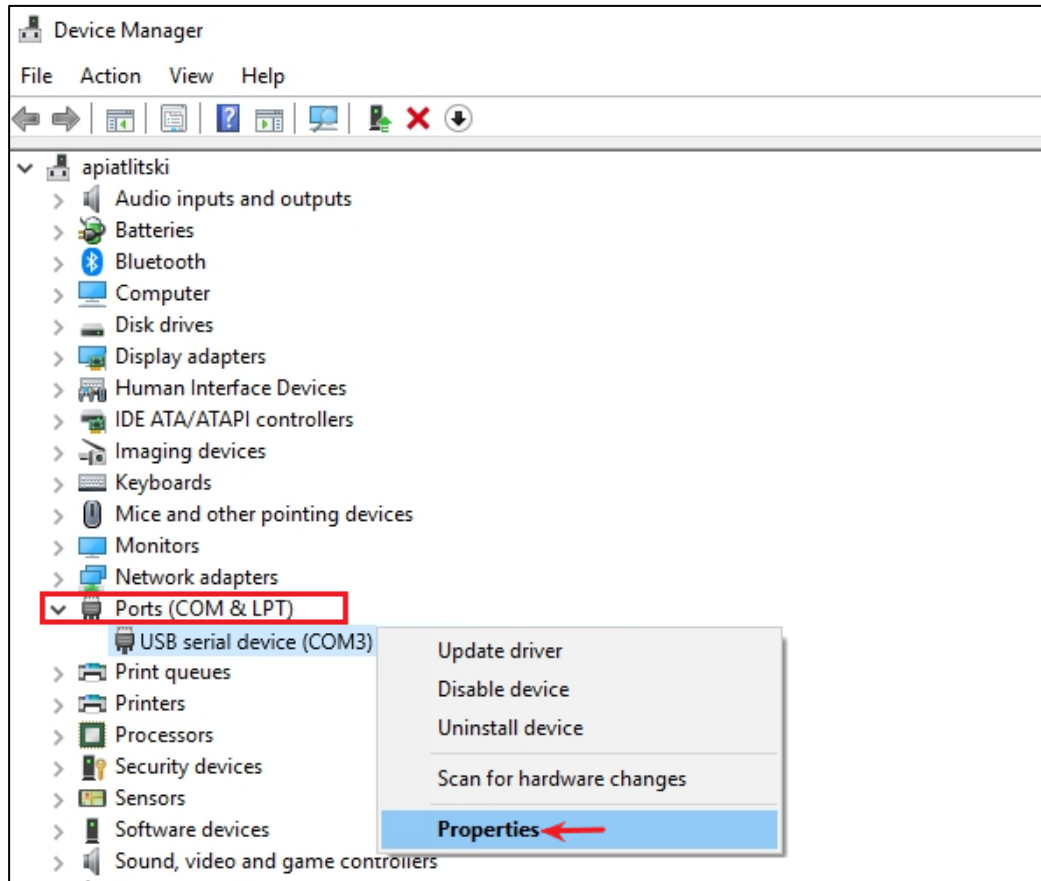 Device Manager
File Action View Help
apiatlitski
Audio inputs and outputs
Batteries
Bluetooth
Computer
Disk drives
Display adapters
Human Interface Devices
IDE ATA/ATAPI controllers
Imaging devices
Keyboards
Mice and other pointing devices
Monitors
Network adapters
Ports (COM & LPT)
USB serial device (COM3)
Print queues
Printers
Processors
Security devices
Sensors
Software devices
Sound, video and game controllers
Update driver
Disable device
Uninstall device
Scan for hardware changes
Properties